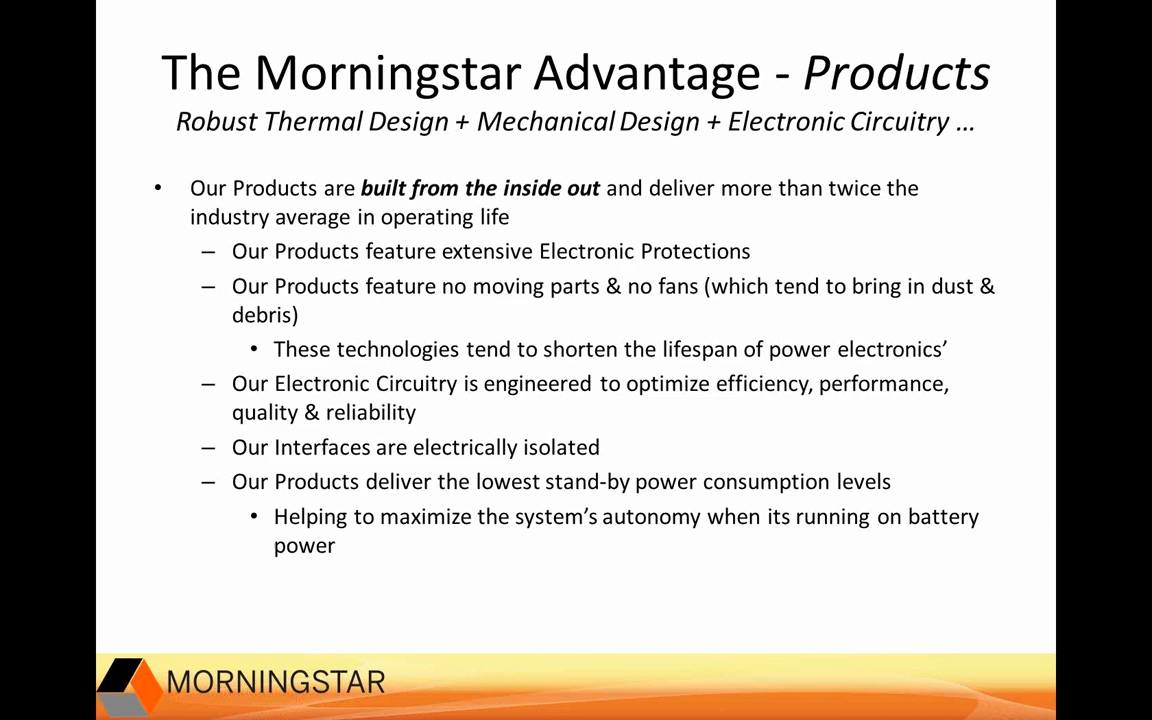 The Morningstar Advantage - Products
Robust Thermal Design + Mechanical Design + Electronic Circuitry …
• Our Products are built from the inside out and deliver more than twice the
industry average in operating life
– Our Products feature extensive Electronic Protections
– Our Products feature no moving parts & no fans (which tend to bring in dust &
debris)
• These technologies tend to shorten the lifespan of power electronics’
– Our Electronic Circuitry is engineered to optimize efficiency, performance,
quality & reliability
– Our Interfaces are electrically isolated
– Our Products deliver the lowest stand-by power consumption levels
• Helping to maximize the system’s autonomy when its running on battery
power
MORNINGSTAR